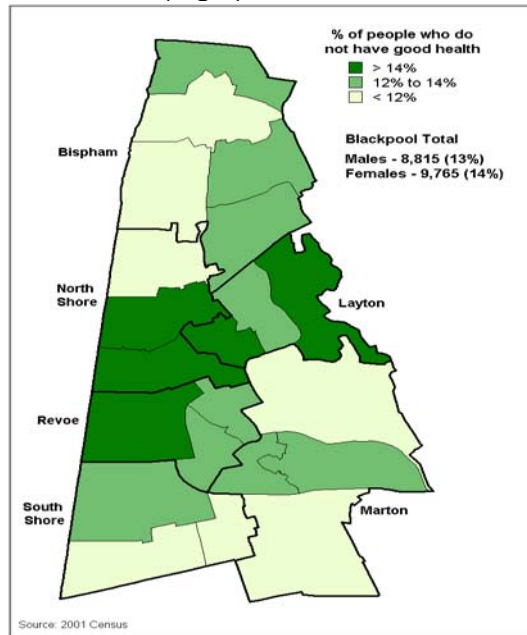 % of people who do
not have good health
> 14%
12% to 14%
< 12%
Blackpool Total
Males - 8,815 (13%)
Females - 9,765 (14%)
Bispham
North
Shore
Layton
Revoe
South
Shore
Marton
Source: 2001 Census